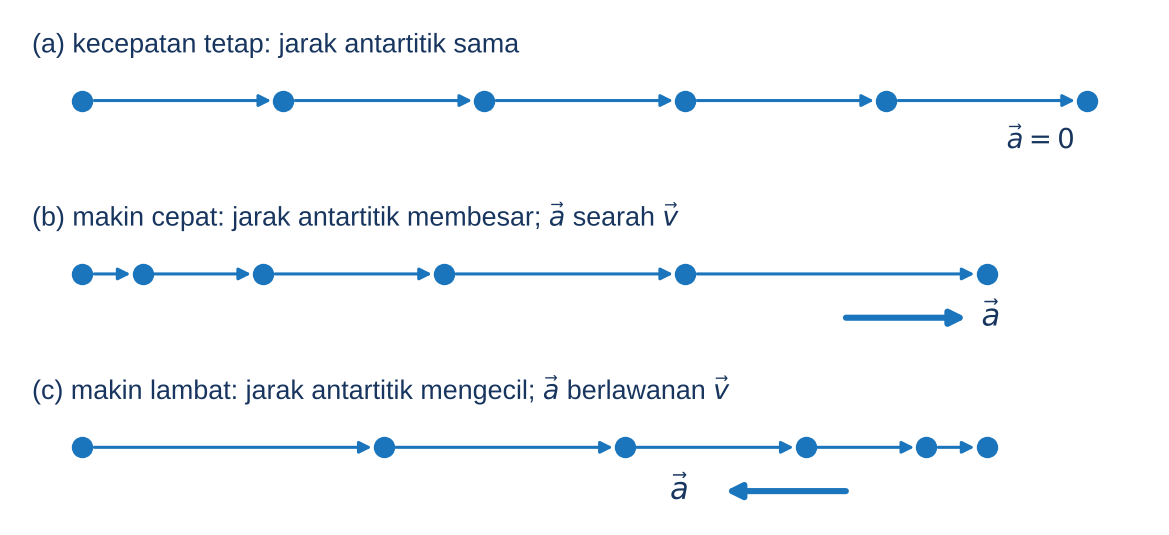 (a) kecepatan tetap: jarak antartitik sama
a⃗ = 0
(b) makin cepat: jarak antartitik membesar; a⃗ searah v⃗
a⃗
(c) makin lambat: jarak antartitik mengecil; a⃗ berlawanan v⃗
a⃗